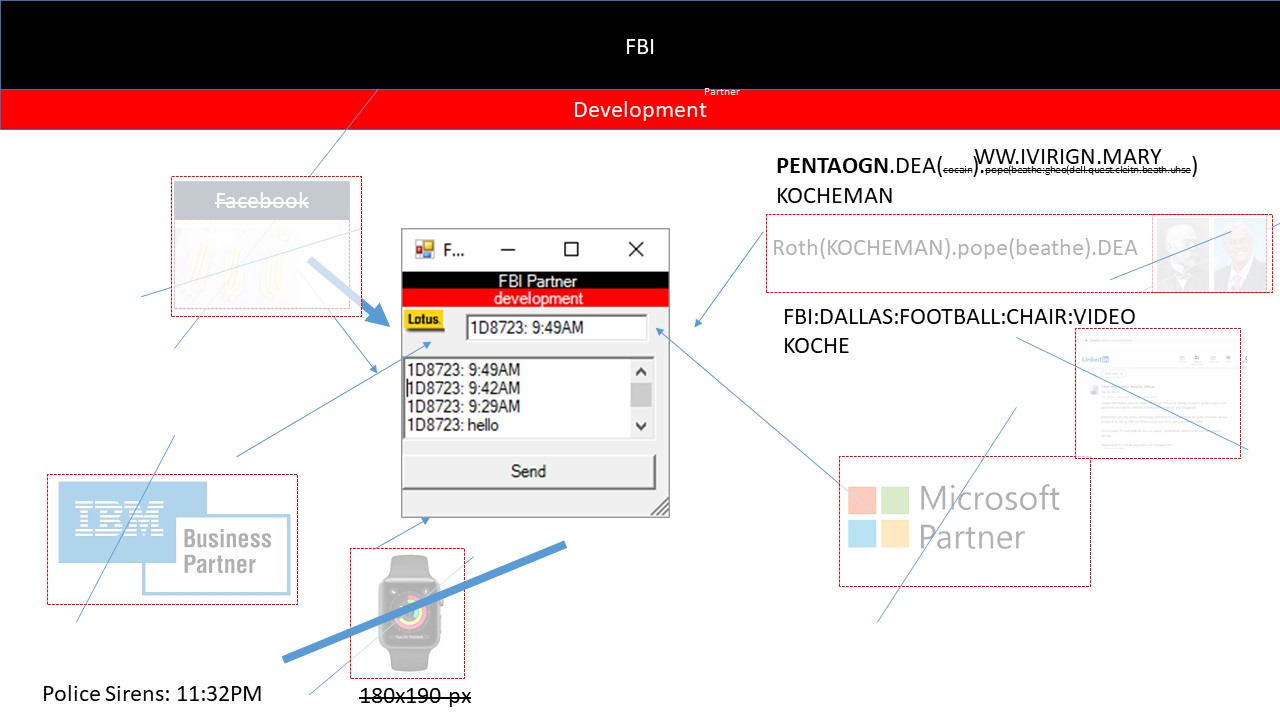 FBI
Partner
Development
WW.IVIRIGN.MARY
PENTAOGN.DEA(cocain).pope(beathe:gheo(dell.quest.cleitn.beath.uhse)
KOCHEMAN
Facebook
Roth(KOCHEMAN).pope(beathe).DEA
F...
FBI Partner
development
Lotus.
1D8723: 9:49AM
1D8723: 9:49AM
1D8723: 9:42AM
1D8723: 9:29AM
1D8723: hello
Send
FBI:DALLAS:FOOTBALL:CHAIR:VIDEO
KOCHE
Linked in
IBM
Business
Partner
Microsoft
Partner
Police Sirens: 11:32PM
180x190 px